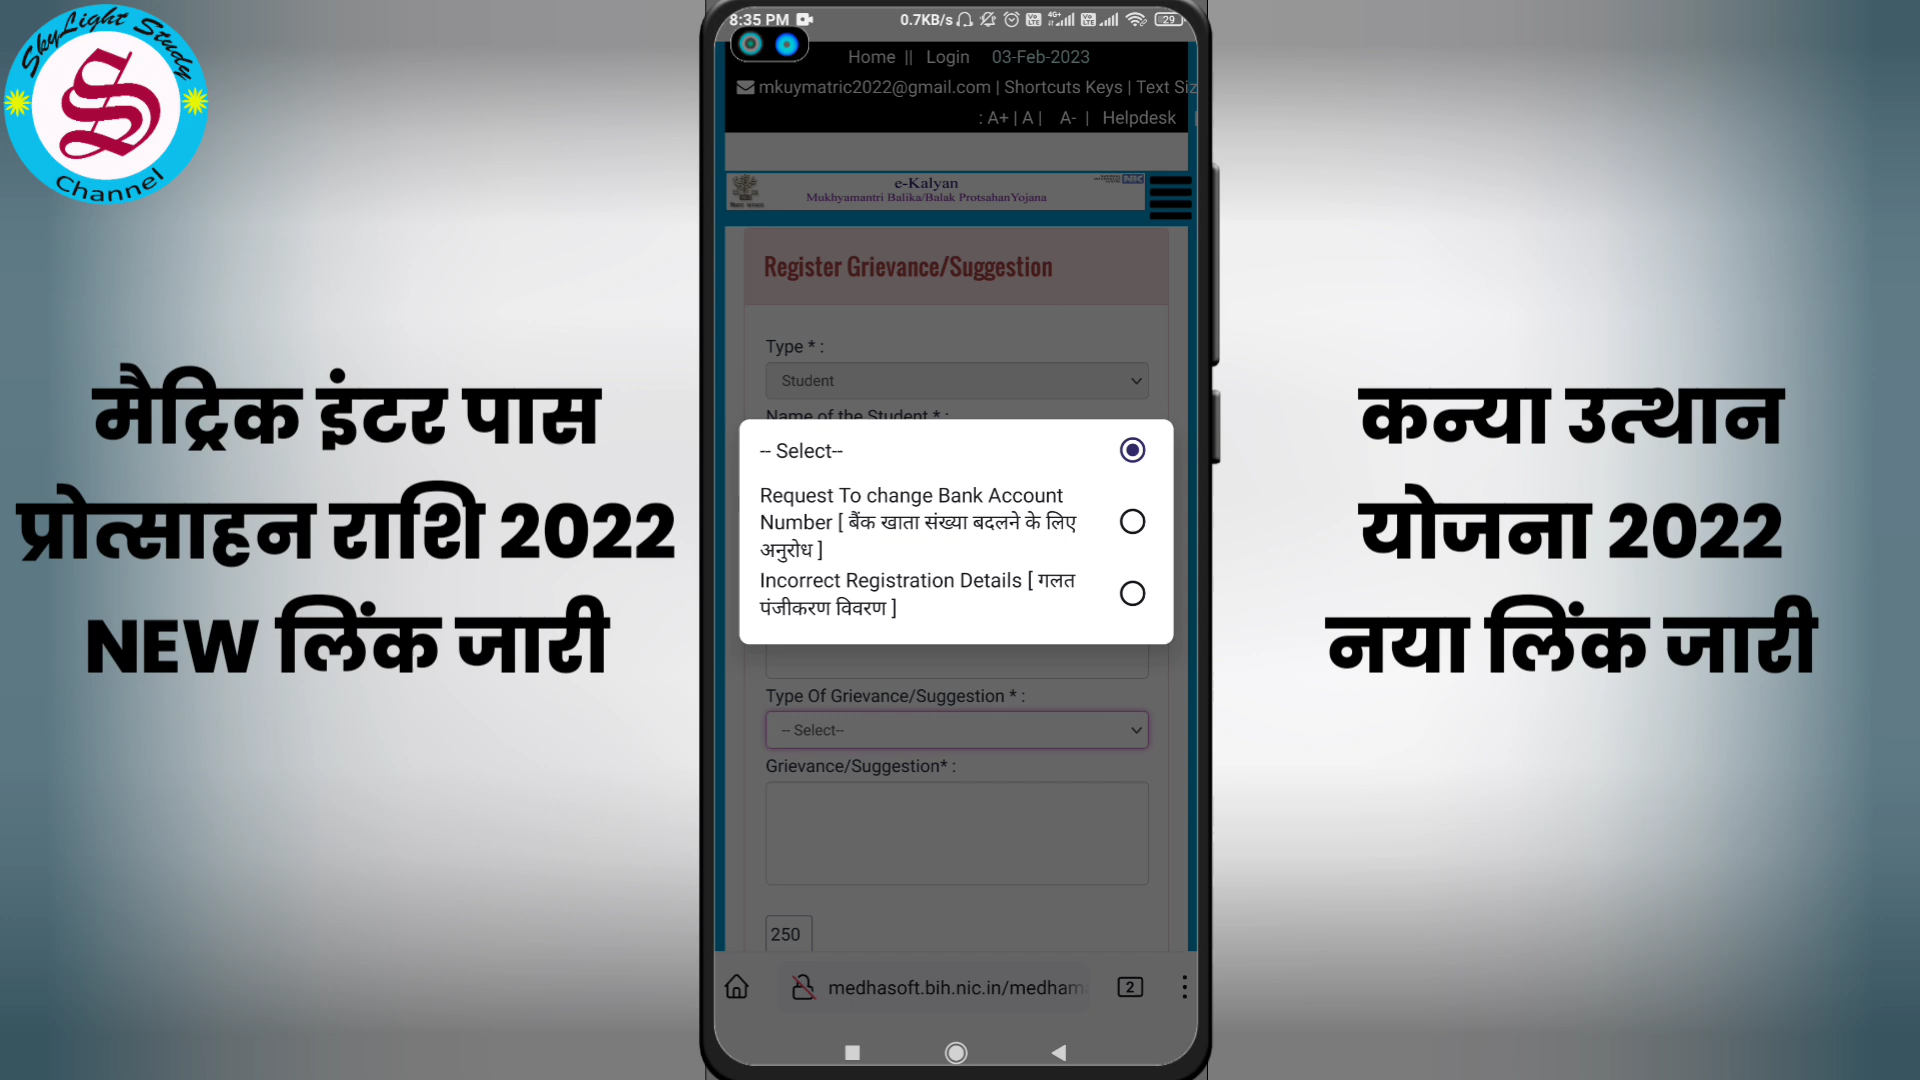 SkyLight Study
Channel
मैट्रिक इंटर पास
प्रोत्साहन राशि 2022
NEW लिंक जारी
8:35 PM
0.7KB/s
4G+
29
Home || Login 03-Feb-2023
mkuymatric2022@gmail.com | Shortcuts Keys | Text Siz
: A+ | A | A- | Helpdesk |
e-Kalyan
NIC
Mukhyamantri Balika/Balak ProtsahanYojana
Register Grievance/Suggestion
Type * :
Student
Name of the Student * :
-- Select--
Request To change Bank Account
Number [ बैंक खाता संख्या बदलने के लिए
अनुरोध ]
Incorrect Registration Details [ गलत
पंजीकरण विवरण ]
Type Of Grievance/Suggestion * :
-- Select--
Grievance/Suggestion* :
250
medhasoft.bih.nic.in/medham
2
कन्या उत्थान
योजना 2022
नया लिंक जारी